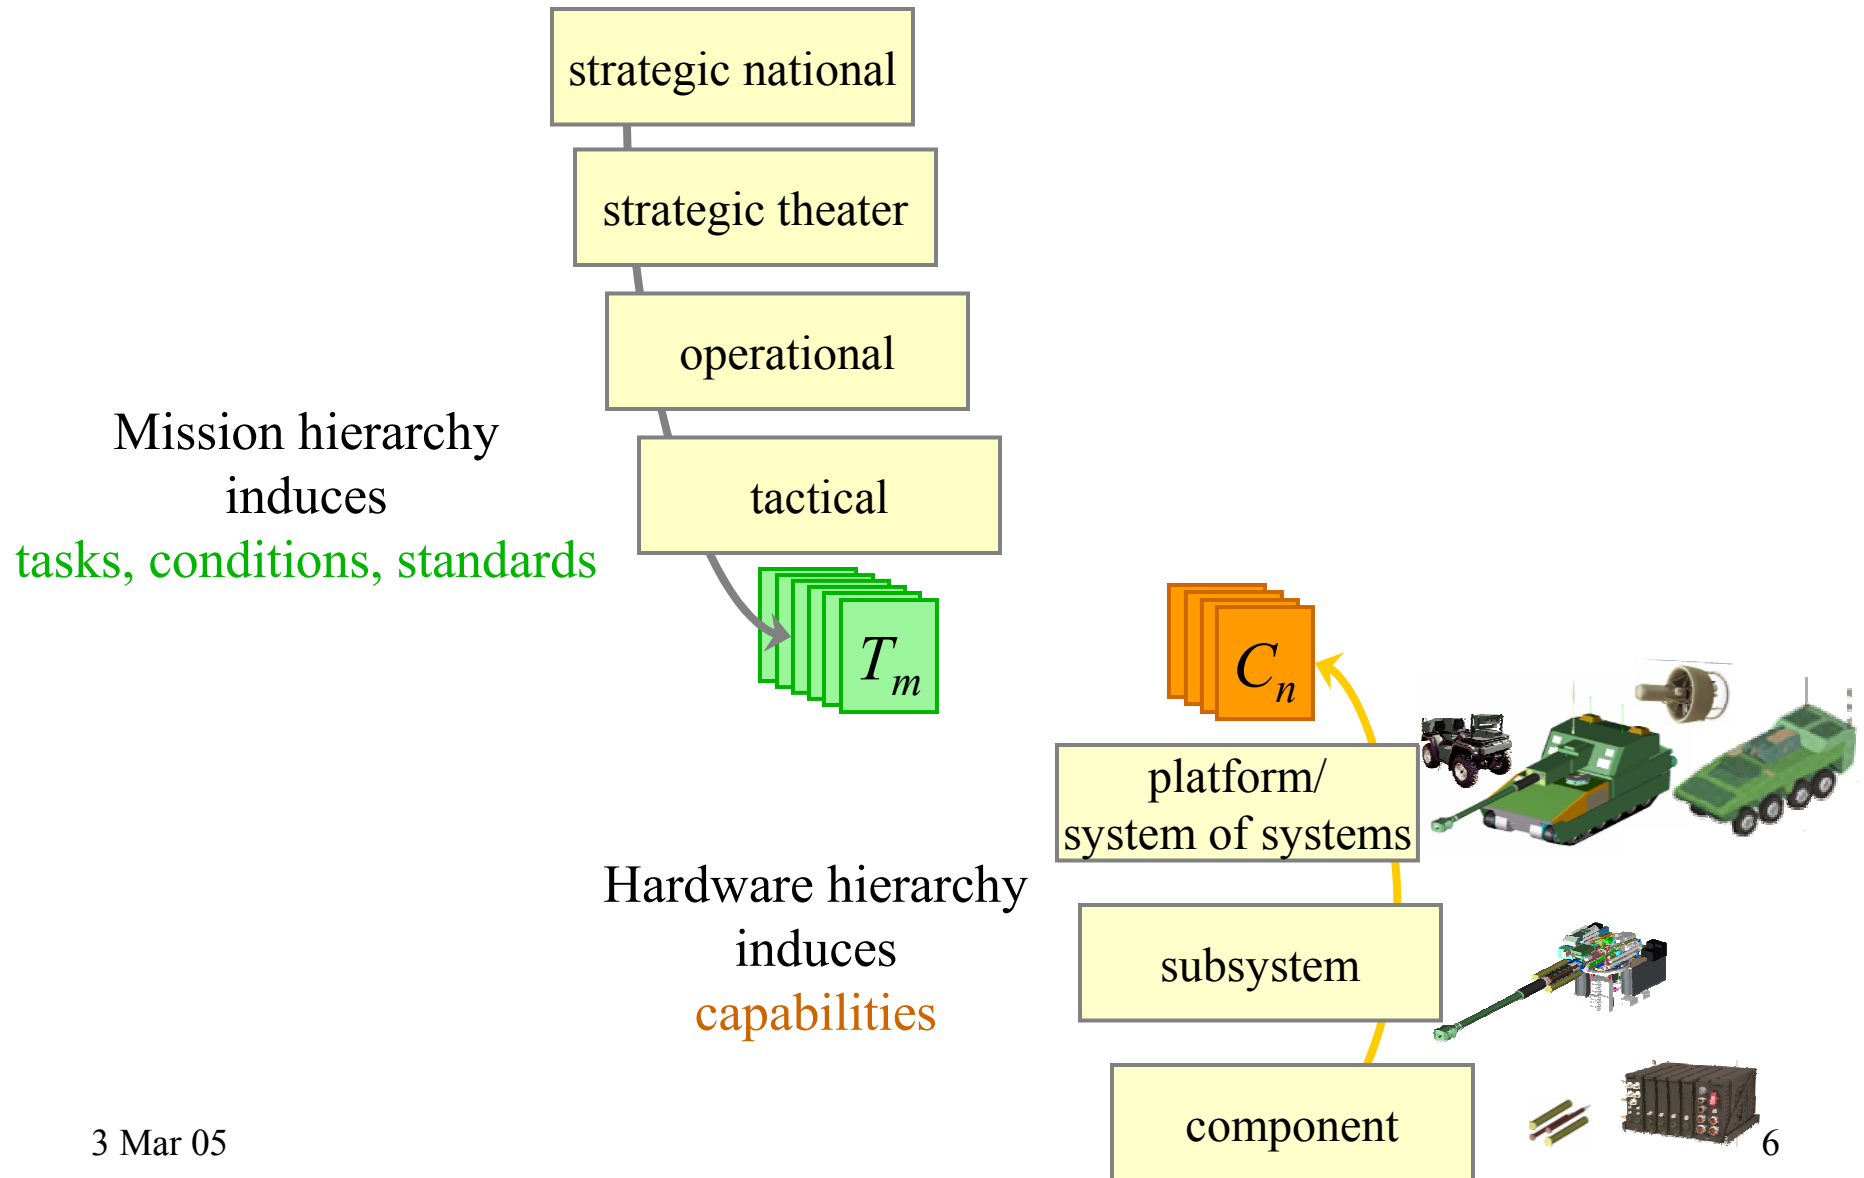 strategic national
strategic theater
operational
Mission hierarchy
induces
tasks, conditions, standards
tactical
Tm
Cn
platform/
system of systems
Hardware hierarchy
induces
capabilities
subsystem
component
3 Mar 05
6